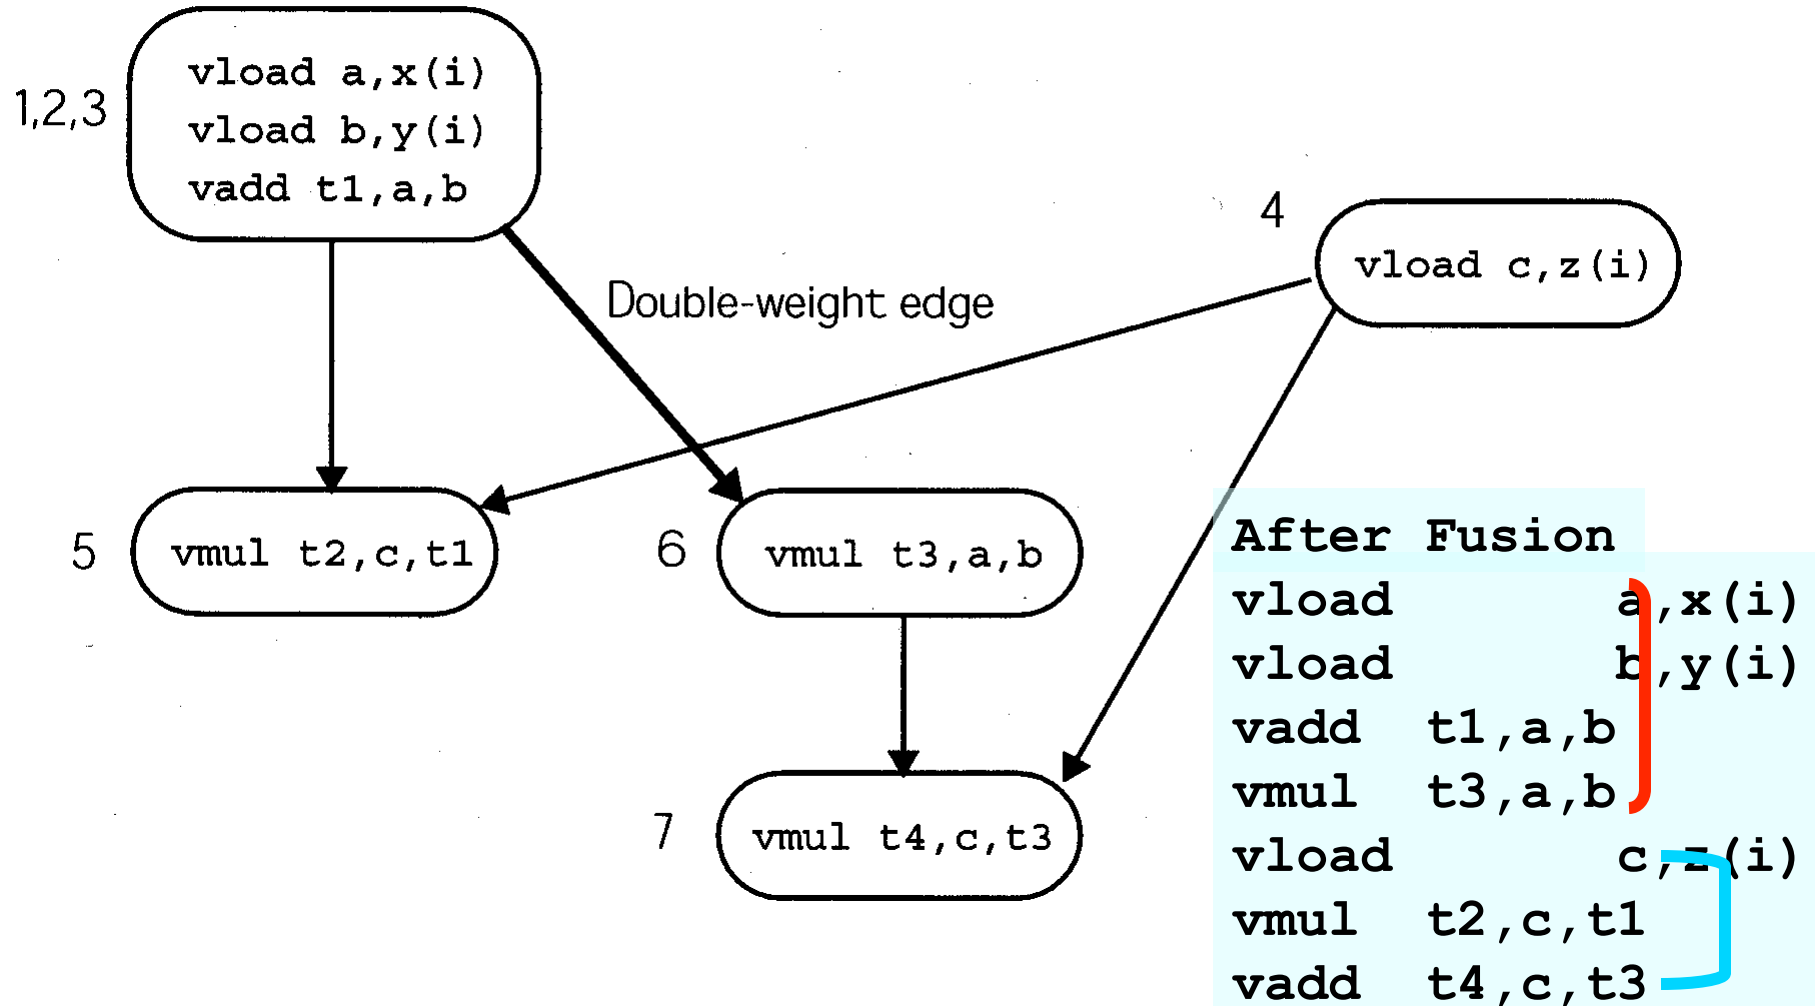 1,2,3
vload a,x(i)
vload b,y(i)
vadd t1,a,b
4
vload c,z(i)
Double-weight edge
5
vmul t2,c,t1
6
vmul t3,a,b
7
vmul t4,c,t3
After Fusion
vload a,x(i)
vload b,y(i)
vadd t1,a,b
vmul t3,a,b
vload c,z(i)
vmul t2,c,t1
vadd t4,c,t3